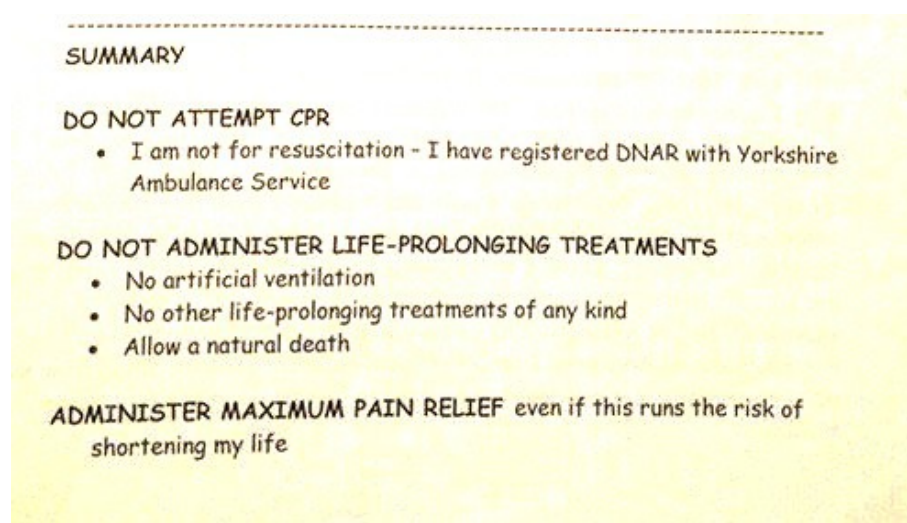 SUMMARY
DO NOT ATTEMPT CPR
• I am not for resuscitation - I have registered DNAR with Yorkshire
Ambulance Service
DO NOT ADMINISTER LIFE-PROLONGING TREATMENTS
• No artificial ventilation
• No other life-prolonging treatments of any kind
• Allow a natural death
ADMINISTER MAXIMUM PAIN RELIEF even if this runs the risk of
shortening my life